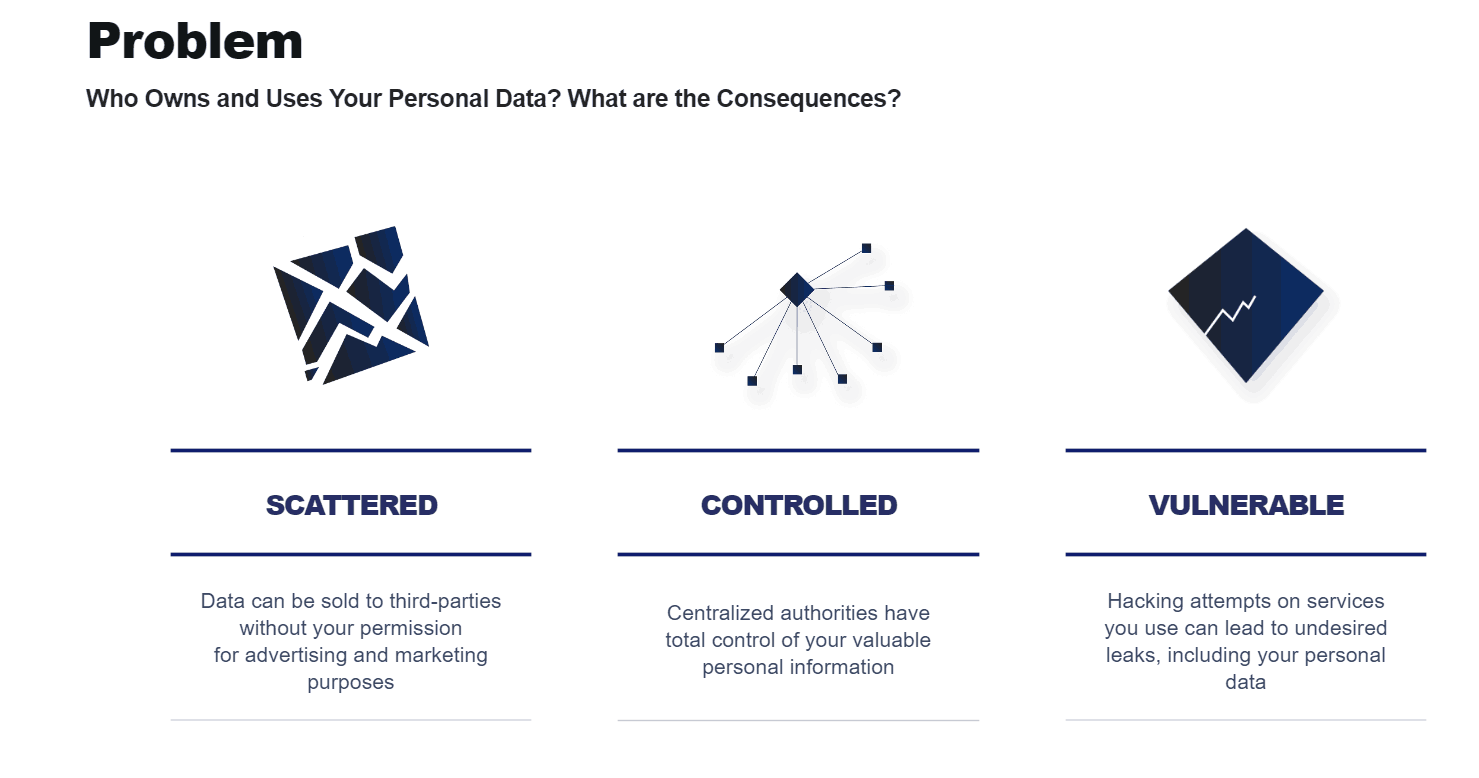 Problem
Who Owns and Uses Your Personal Data? What are the Consequences?
SCATTERED
Data can be sold to third-parties
without your permission
for advertising and marketing
purposes
CONTROLLED
Centralized authorities have
total control of your valuable
personal information
VULNERABLE
Hacking attempts on services
you use can lead to undesired
leaks, including your personal
data